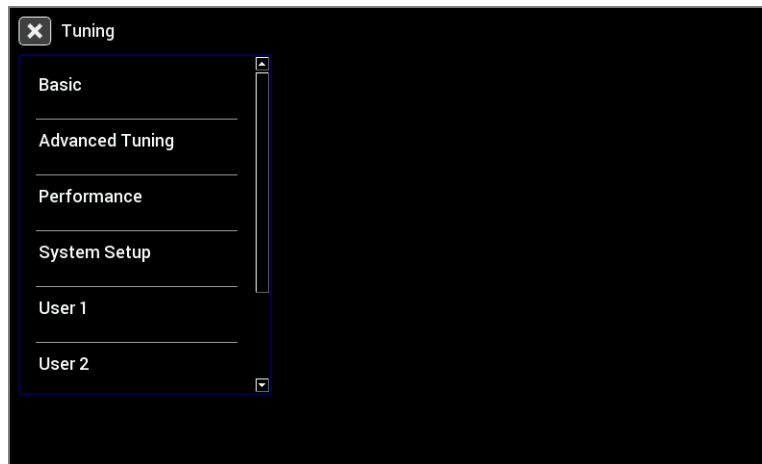 Tuning
Basic
Advanced Tuning
Performance
System Setup
User 1
User 2